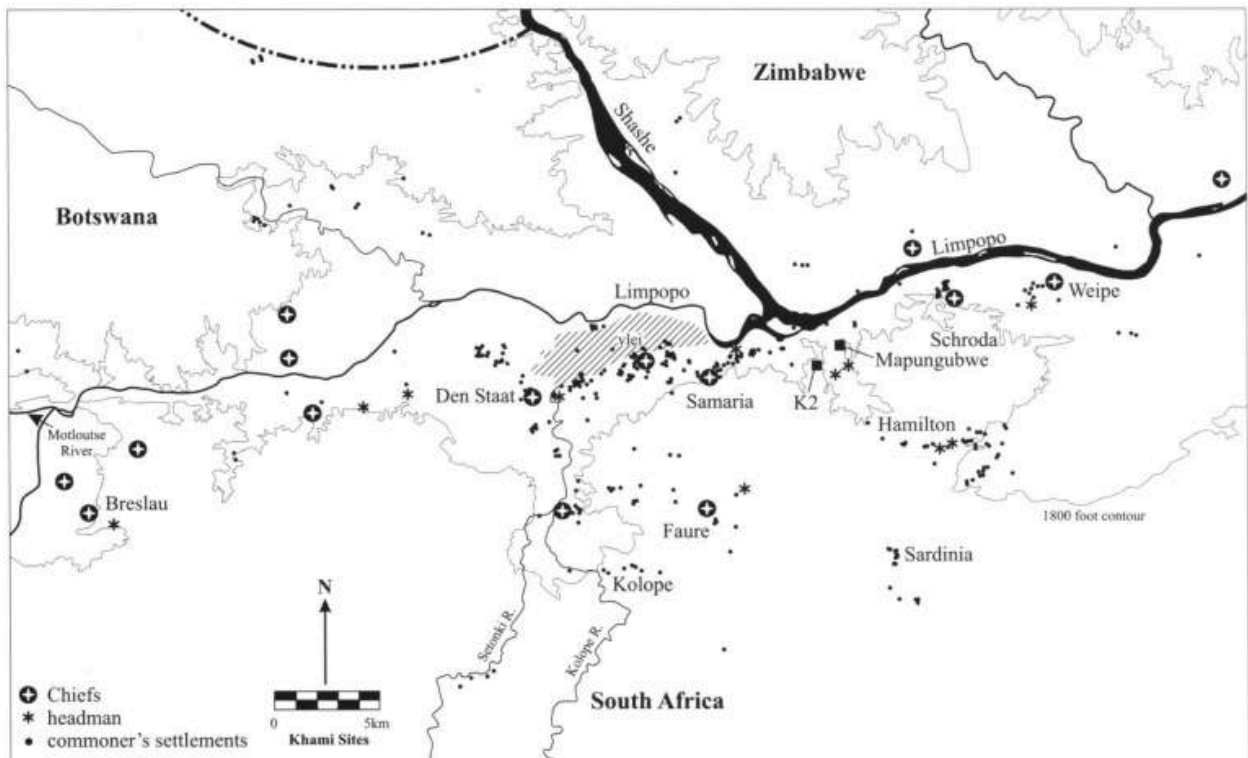 Zimbabwe
Shashe
Botswana
Limpopo
Limpopo
vlei
Weipe
Schroda
Mapungubwe
Den Staat
Samaria
K2
Motloutse
River
Hamilton
Breslau
Faure
1800 foot contour
Sardinia
Kolope
N
Setonki R.
Kolope R.
South Africa
Chiefs
headman
commoner's settlements
0 5km
Khami Sites